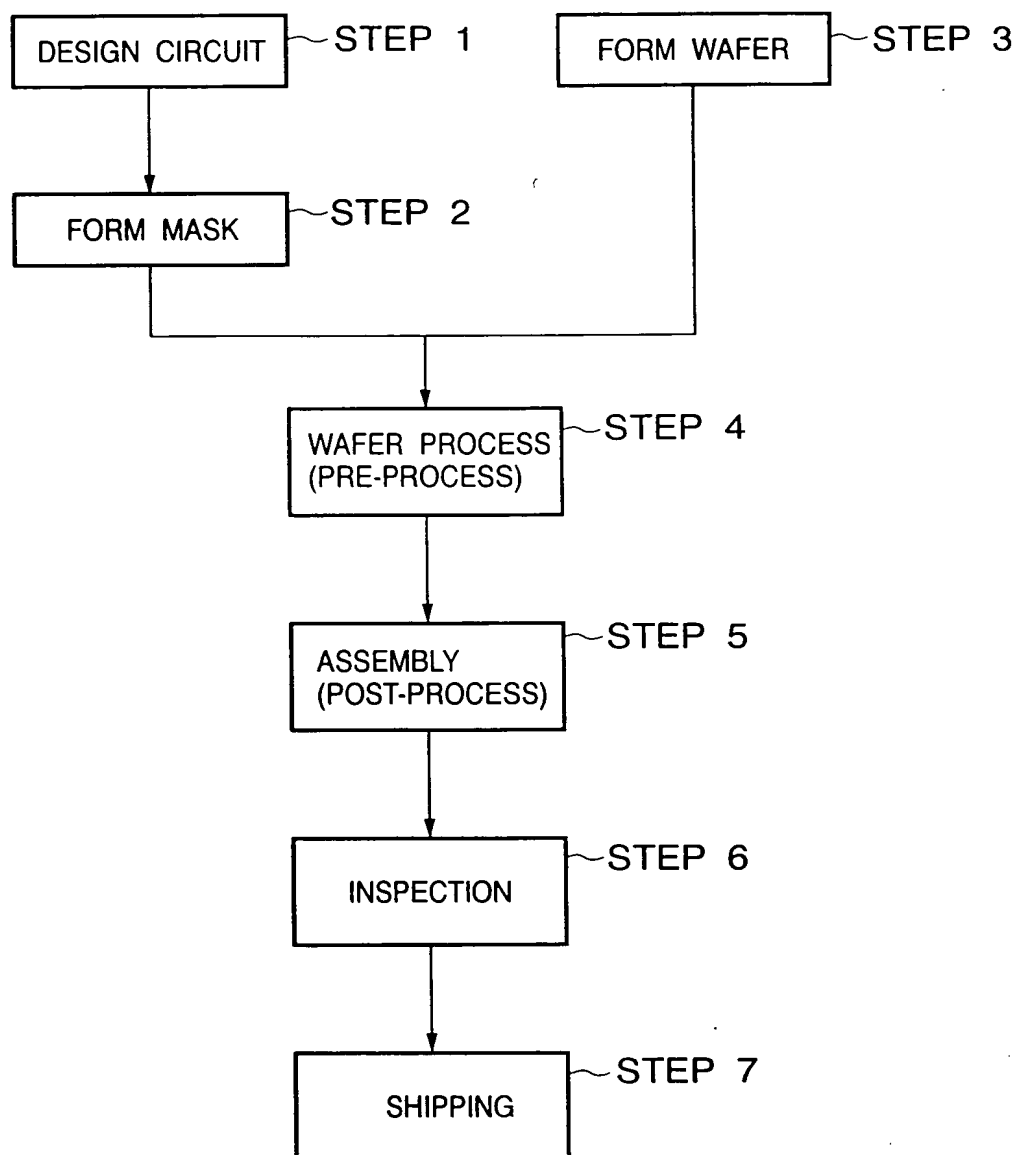 DESIGN CIRCUIT
STEP 1
FORM WAFER
STEP 3
FORM MASK
STEP 2
WAFER PROCESS
(PRE-PROCESS)
STEP 4
ASSEMBLY
(POST-PROCESS)
STEP 5
INSPECTION
STEP 6
SHIPPING
STEP 7